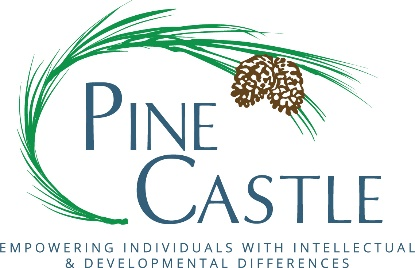 PINE
CASTLE
EMPOWERING INDIVIDUALS WITH INTELLECTUAL
& DEVELOPMENTAL DIFFERENCES